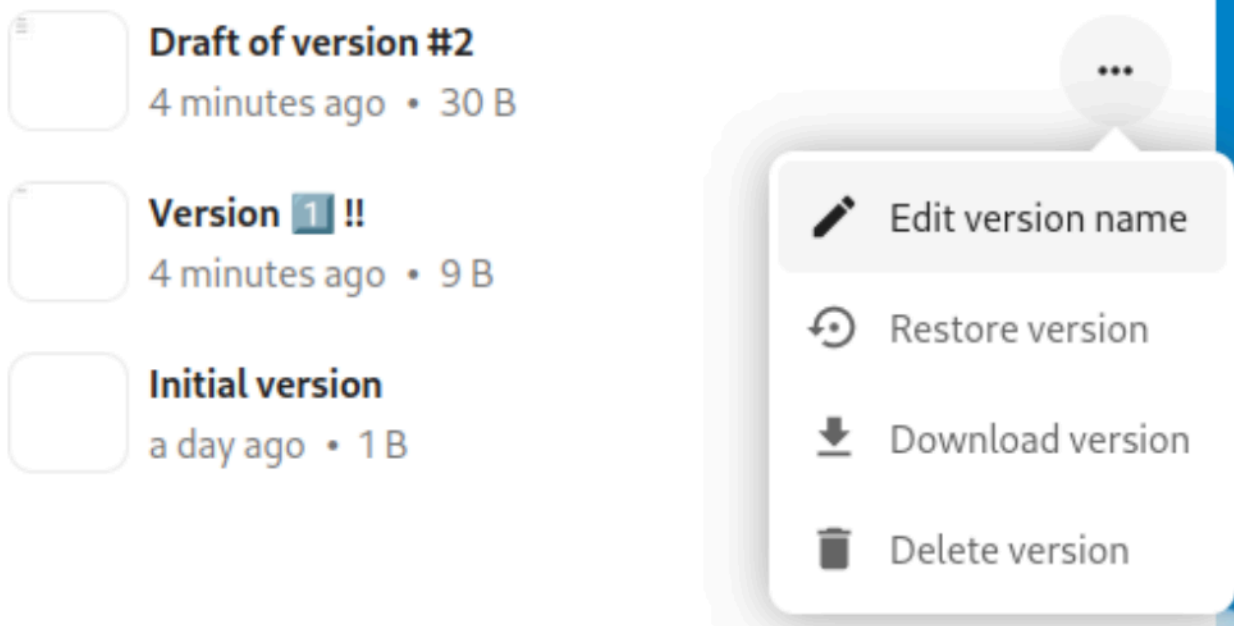 Draft of version #2
4 minutes ago • 30 B
Version 1️⃣ !!
4 minutes ago • 9 B
Initial version
a day ago • 1 B
Edit version name
Restore version
Download version
Delete version